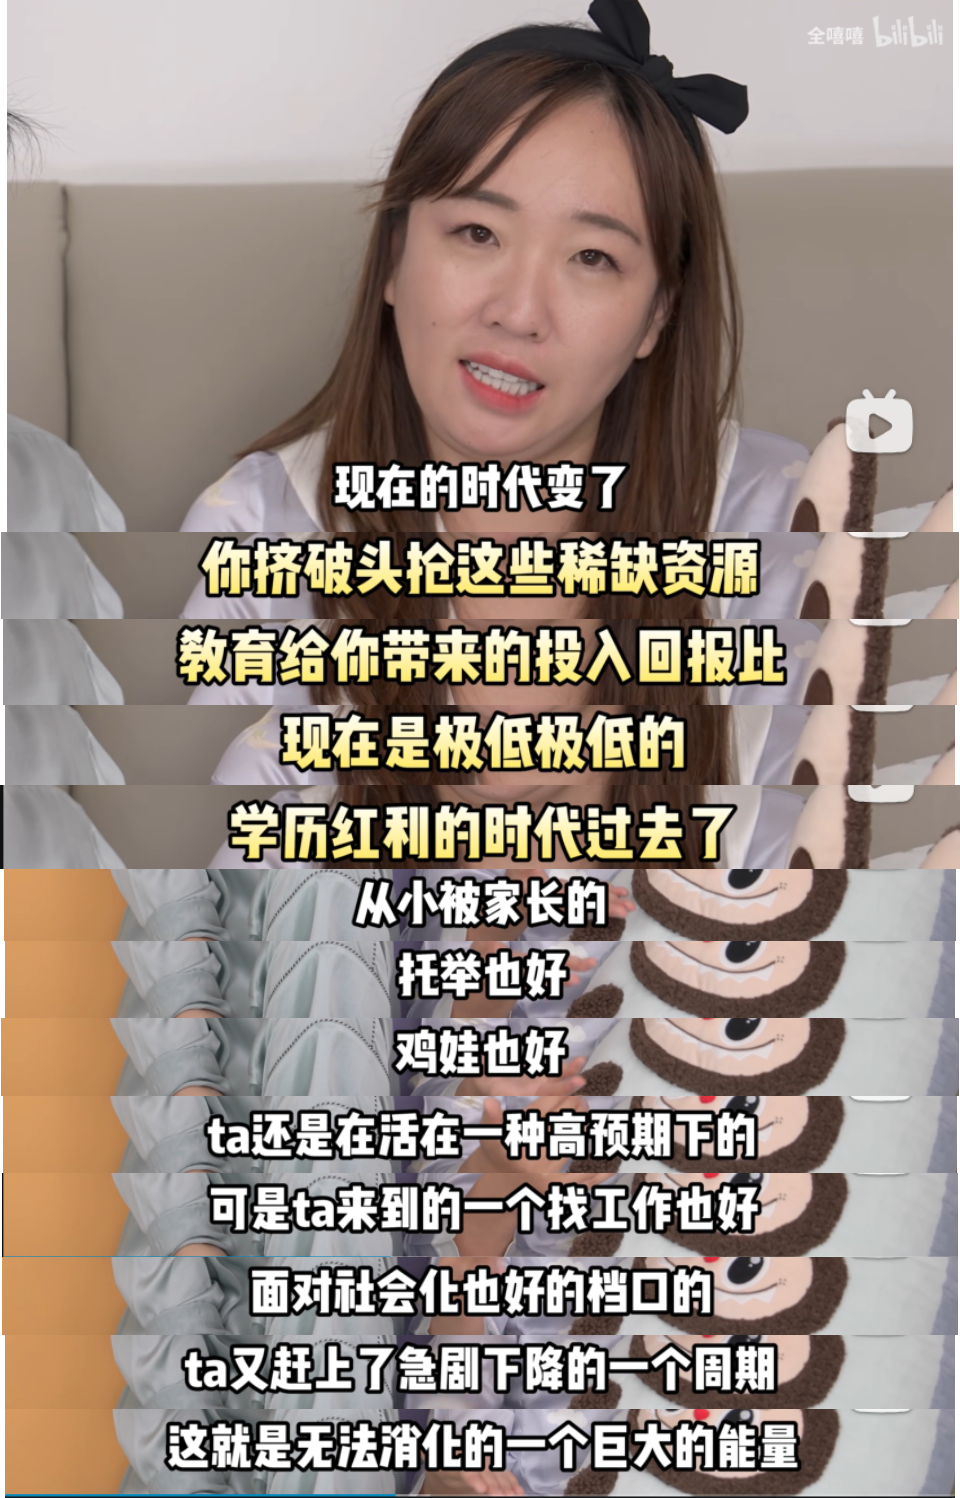 全嘻嘻 bilibili
现在的时代变了
你挤破头抢这些稀缺资源
教育给你带来的投入回报比
现在是极低极低的
学历红利的时代过去了
从小被家长的
托举也好
鸡娃也好
ta还是在活在一种高预期下的
可是ta来到的一个找工作也好
面对社会化也好的档口的
ta又赶上了急剧下降的一个周期
这就是无法消化的一个巨大的能量